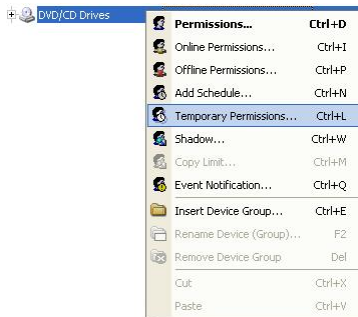 DVD/CD Drives
Permissions... Ctrl+D
Online Permissions... Ctrl+I
Offline Permissions... Ctrl+P
Add Schedule... Ctrl+N
Temporary Permissions... Ctrl+L
Shadow... Ctrl+W
Copy Limit... Ctrl+M
Event Notification... Ctrl+Q
Insert Device Group... Ctrl+E
Rename Device (Group)... F2
Remove Device Group Del
Cut Ctrl+X
Paste Ctrl+V